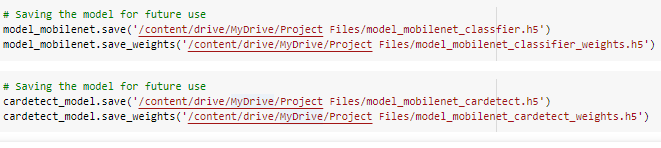 # Saving the model for future use
model_mobilenet.save('/content/drive/MyDrive/Project Files/model_mobilenet_classfier.h5')
model_mobilenet.save_weights('/content/drive/MyDrive/Project Files/model_mobilenet_classifier_weights.h5')
# Saving the model for future use
cardetect_model.save('/content/drive/MyDrive/Project Files/model_mobilenet_cardetect.h5')
cardetect_model.save_weights('/content/drive/MyDrive/Project Files/model_mobilenet_cardetect_weights.h5')